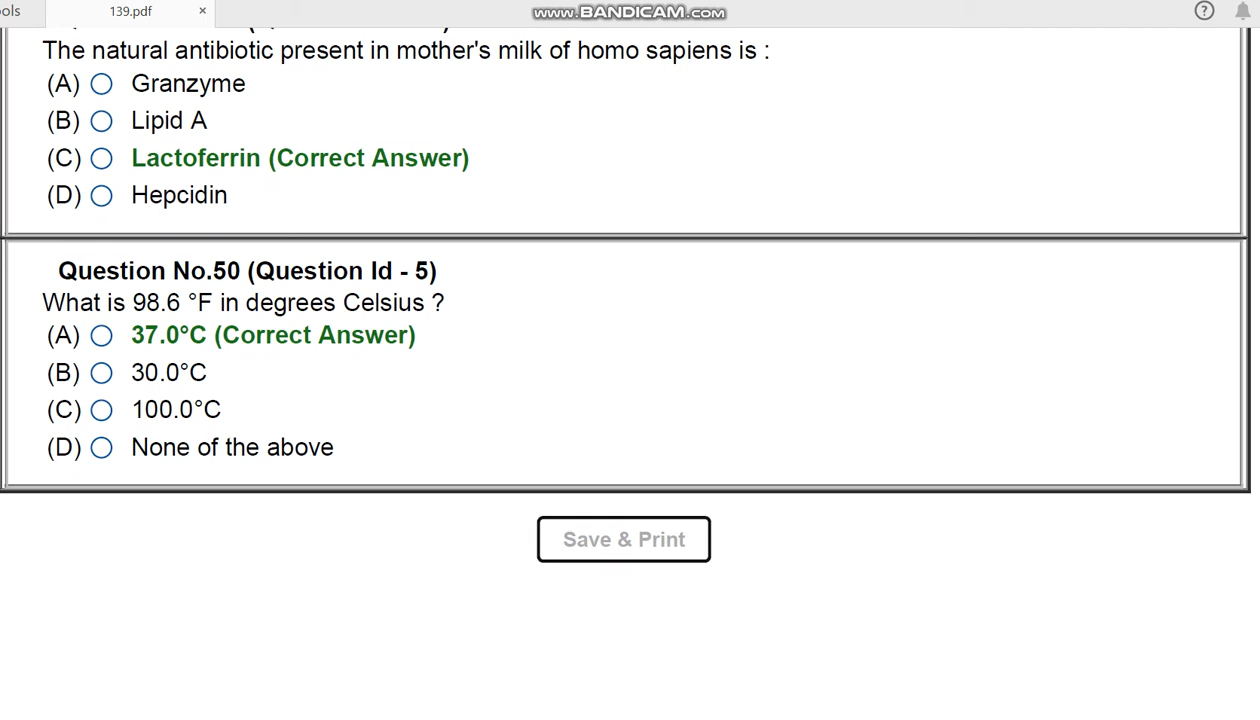 ools
139.pdf ×
www.BANDICAM.com
?
The natural antibiotic present in mother's milk of homo sapiens is :
(A) Granzyme
(B) Lipid A
(C) Lactoferrin (Correct Answer)
(D) Hepcidin
Question No.50 (Question Id - 5)
What is 98.6 °F in degrees Celsius ?
(A) 37.0°C (Correct Answer)
(B) 30.0°C
(C) 100.0°C
(D) None of the above
Save & Print